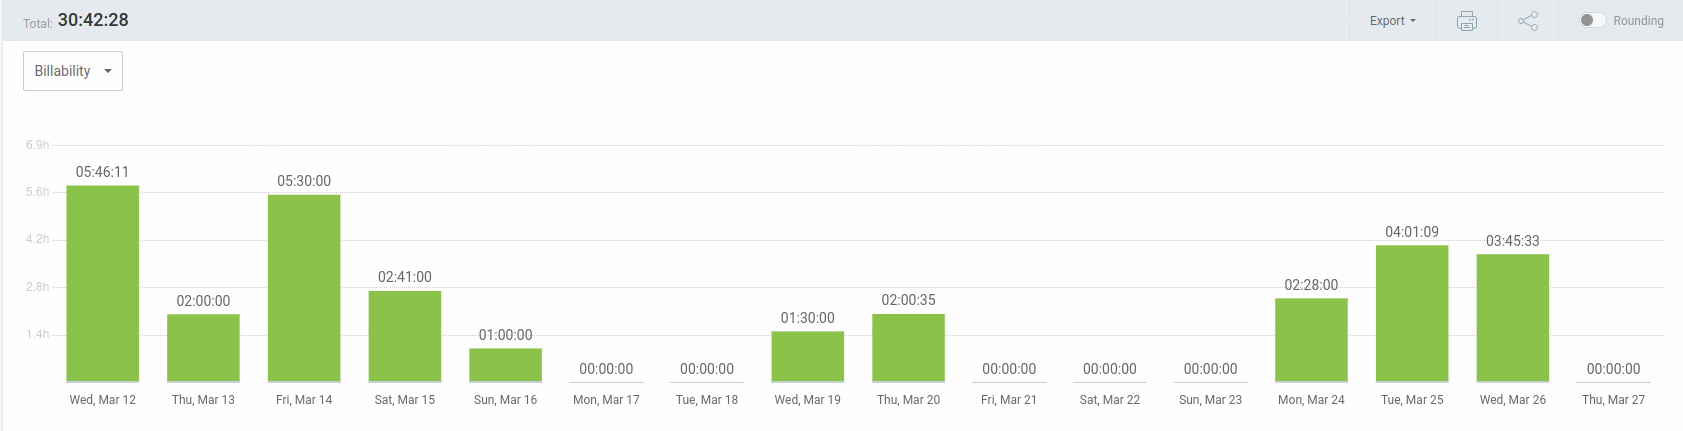 Total: 30:42:28 Export Rounding
Billability
6.9h
05:46:11
05:30:00
5.6h
04:01:09
4.2h
03:45:33
02:41:00
02:28:00
2.8h
02:00:00
02:00:35
01:30:00
1.4h
01:00:00
00:00:00 00:00:00 00:00:00 00:00:00 00:00:00 00:00:00
Wed, Mar 12 Thu, Mar 13 Fri, Mar 14 Sat, Mar 15 Sun, Mar 16 Mon, Mar 17 Tue, Mar 18 Wed, Mar 19 Thu, Mar 20 Fri, Mar 21 Sat, Mar 22 Sun, Mar 23 Mon, Mar 24 Tue, Mar 25 Wed, Mar 26 Thu, Mar 27